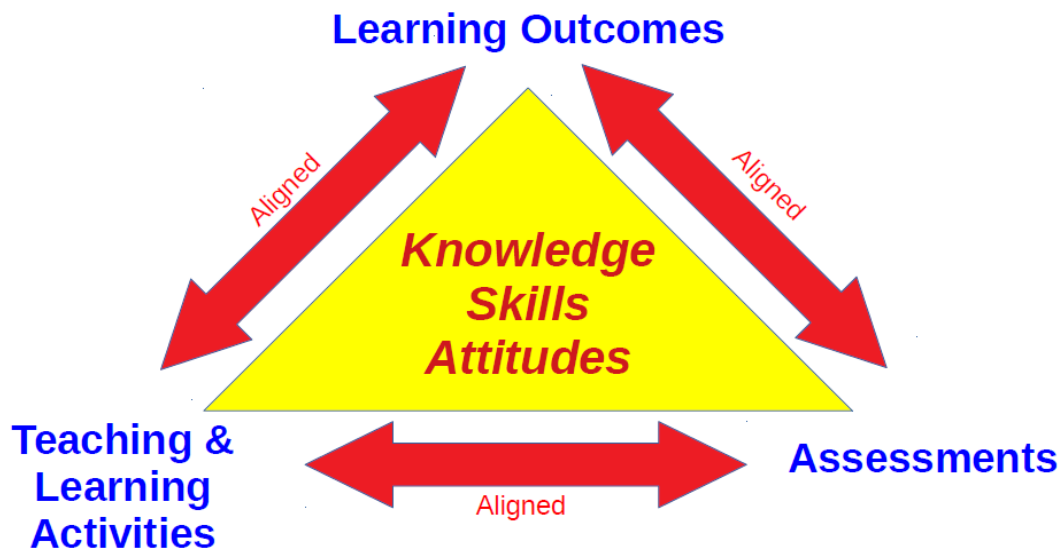 Learning Outcomes
Aligned
Aligned
Knowledge
Skills
Attitudes
Teaching &
Learning
Activities
Assessments
Aligned